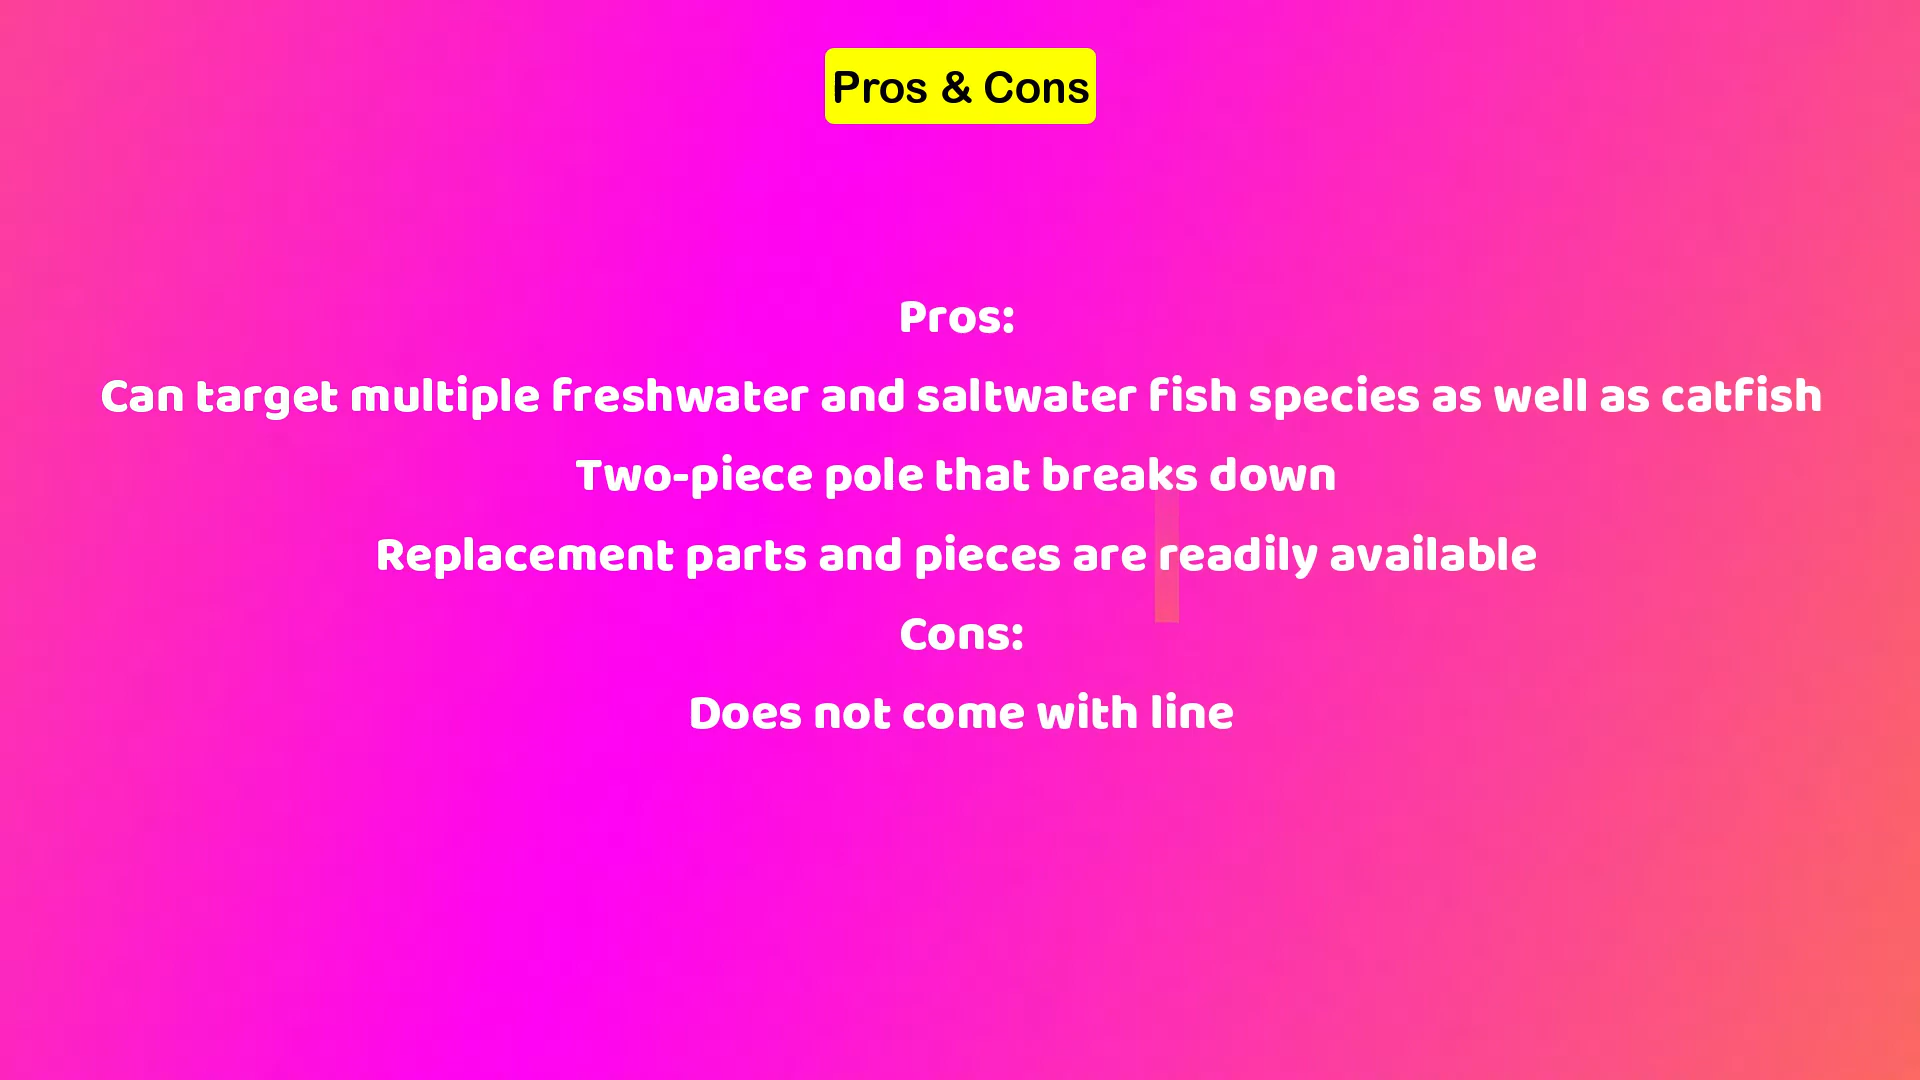 Pros & Cons
Pros:
Can target multiple freshwater and saltwater fish species as well as catfish
Two-piece pole that breaks down
Replacement parts and pieces are readily available
Cons:
Does not come with line